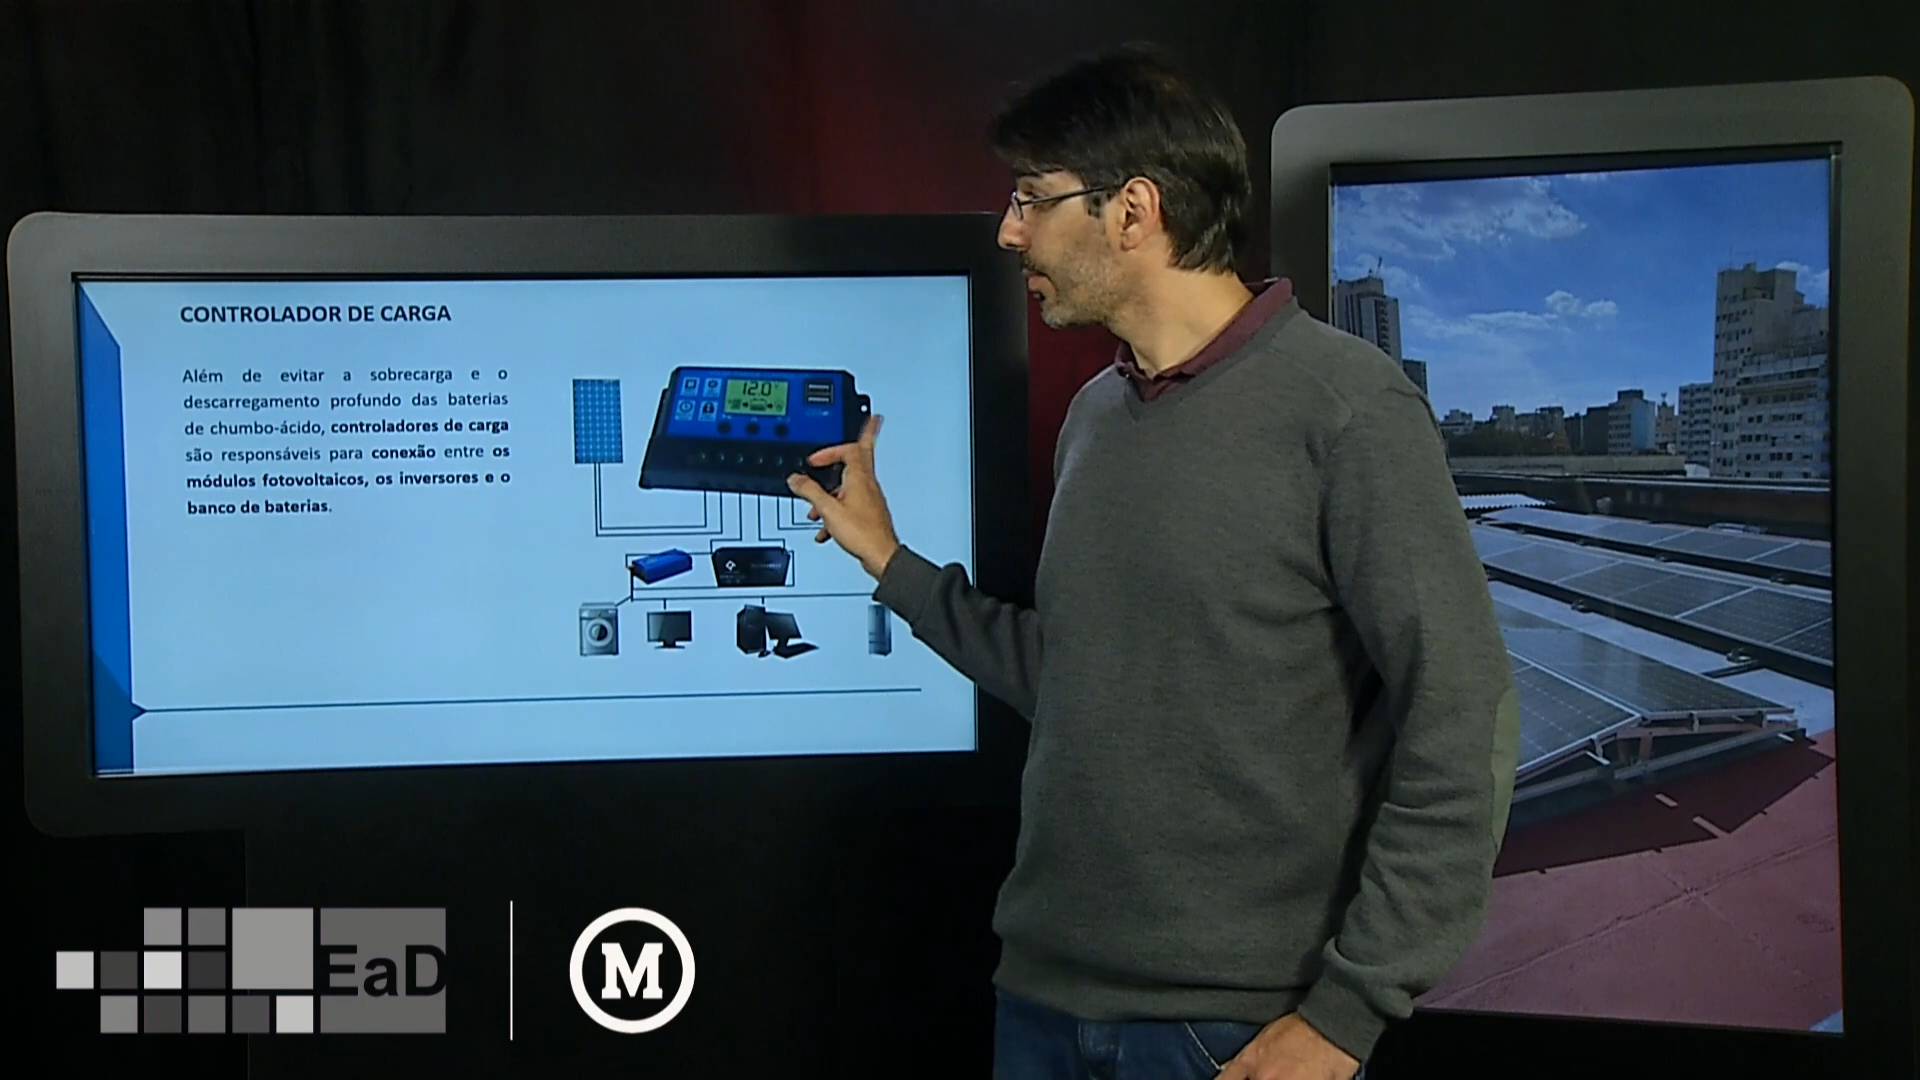 CONTROLADOR DE CARGA
Além de evitar a sobrecarga e o
descarregamento profundo das baterias
de chumbo-ácido, controladores de carga
são responsáveis para conexão entre os
módulos fotovoltaicos, os inversores e o
banco de baterias.
12.0
EaD
M